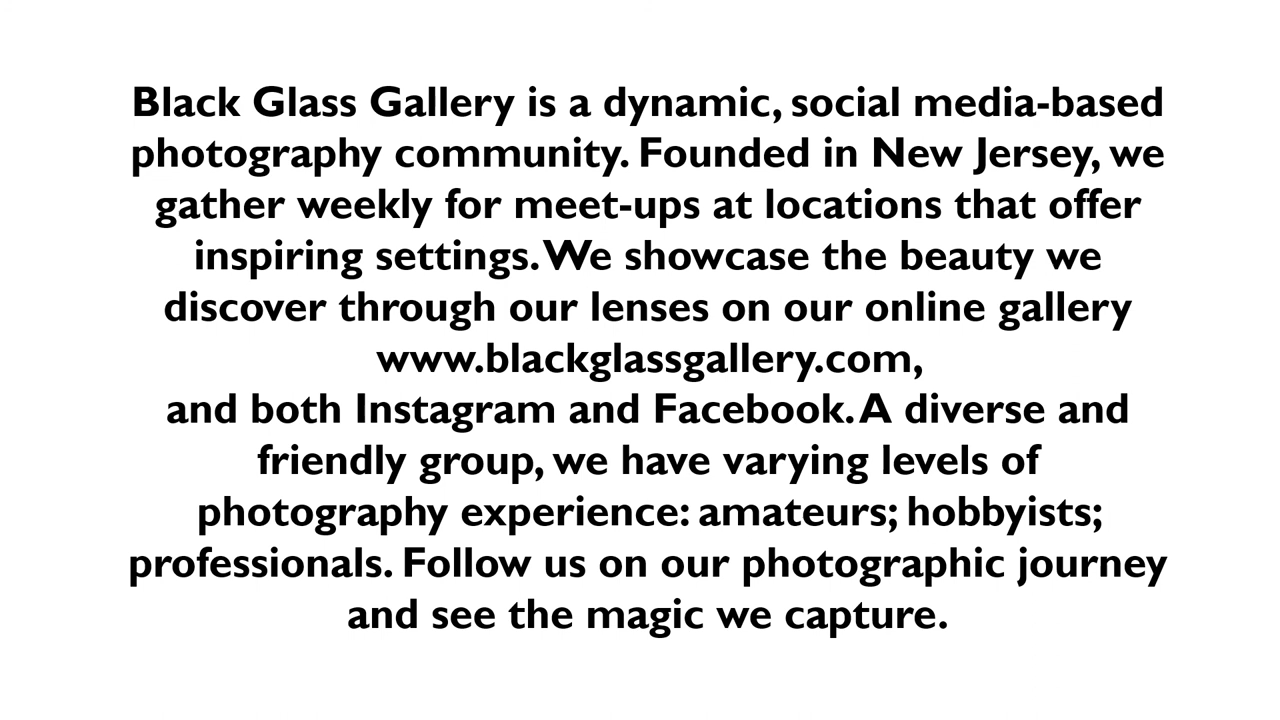 Black Glass Gallery is a dynamic, social media-based
photography community. Founded in New Jersey, we
gather weekly for meet-ups at locations that offer
inspiring settings. We showcase the beauty we
discover through our lenses on our online gallery
www.blackglassgallery.com,
and both Instagram and Facebook. A diverse and
friendly group, we have varying levels of
photography experience: amateurs; hobbyists;
professionals. Follow us on our photographic journey
and see the magic we capture.